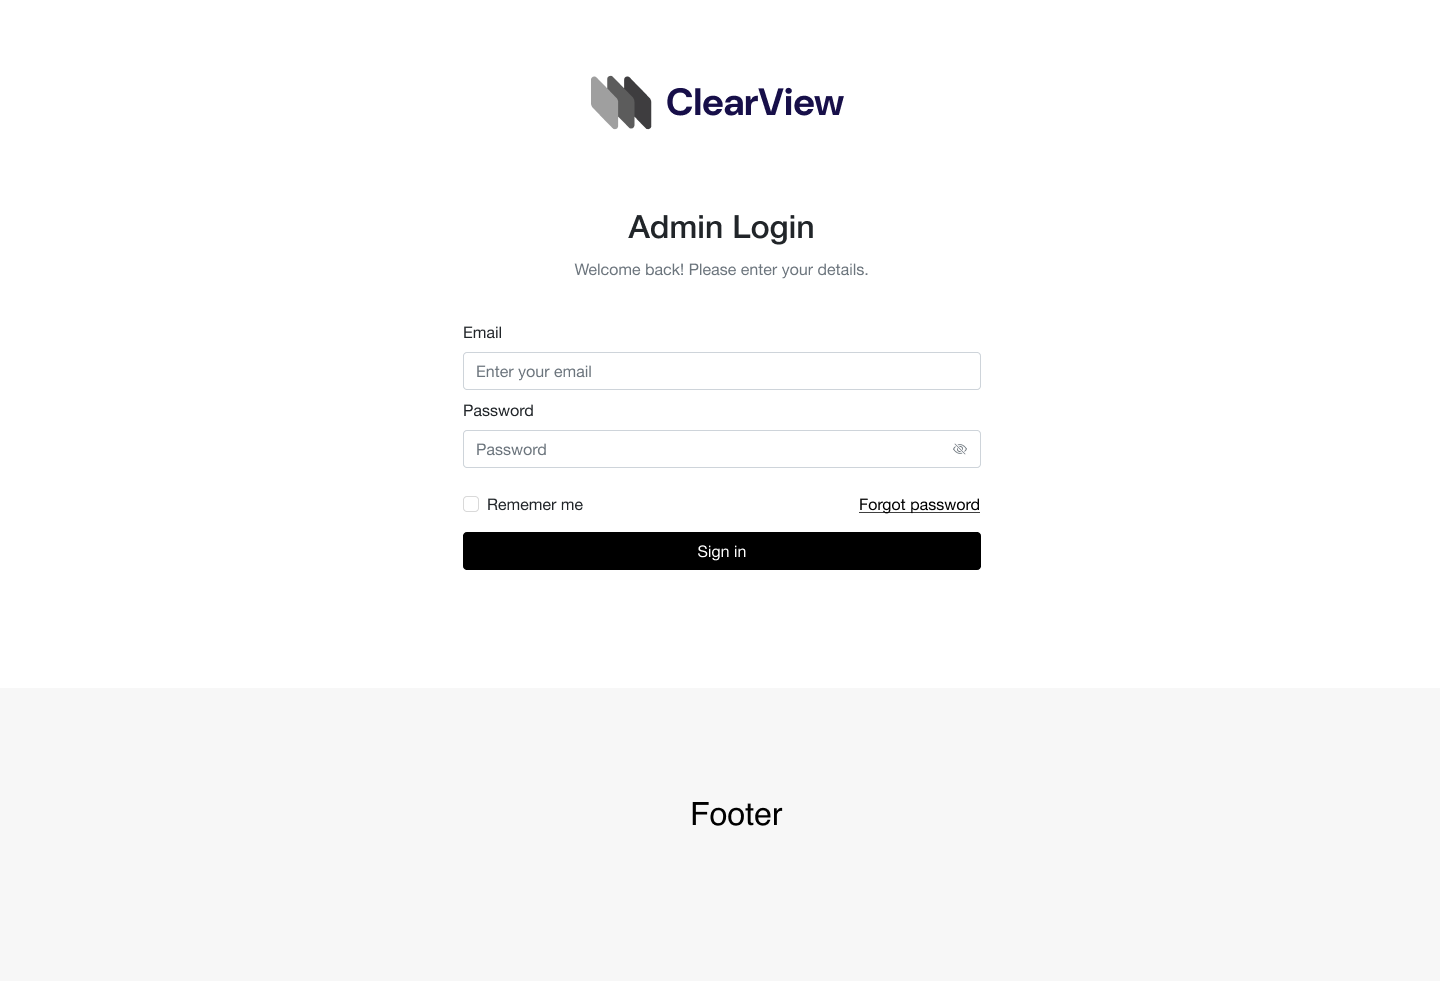 ClearView
Admin Login
Welcome back! Please enter your details.
Email
Enter your email
Password
Password
Rememer me
Forgot password
Sign in
Footer